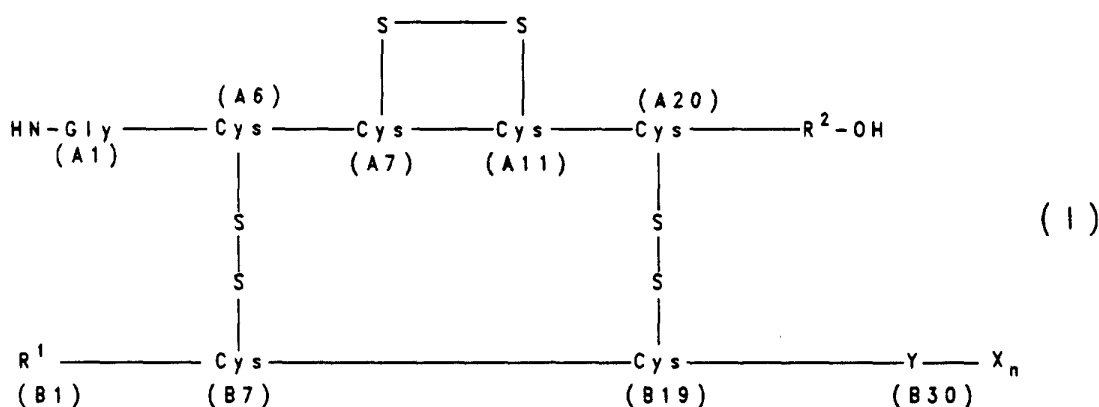 S S
(A6) (A20)
HN-Gly Cys Cys Cys Cys R²-OH
(A1) (A7) (A11)
S S
(I)
S S
R¹ Cys Cys Y Xₙ
(B1) (B7) (B19) (B30)